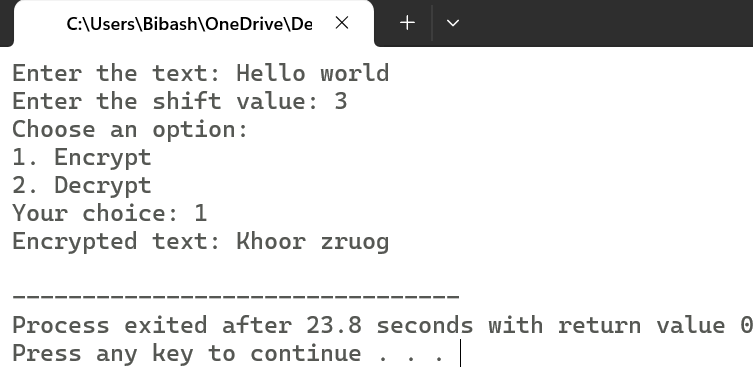 C:\Users\Bibash\OneDrive\De
Enter the text: Hello world
Enter the shift value: 3
Choose an option:
1. Encrypt
2. Decrypt
Your choice: 1
Encrypted text: Khoor zruog
--------------------------------
Process exited after 23.8 seconds with return value 0
Press any key to continue . . .